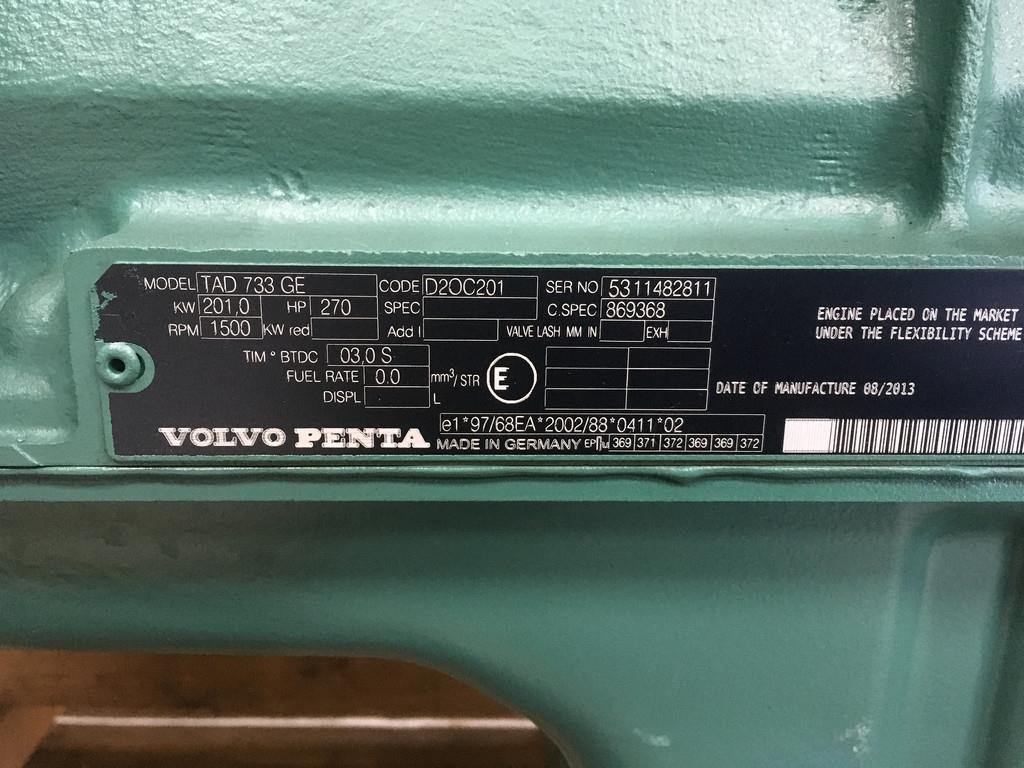 MODEL TAD 733 GE CODE D2OC201 SER NO 5311482811
KW 201,0 HP 270 SPEC C.SPEC 869368
RPM 1500 KW red Add l VALVE LASH MM IN EXH
TIM ° BTDC 03,0 S
FUEL RATE 0.0 mm³/STR E
DISPL L
e1*97/68EA*2002/88*0411*02
VOLVO PENTA MADE IN GERMANY EP 369 371 372 369 369 372
ENGINE PLACED ON THE MARKET
UNDER THE FLEXIBILITY SCHEME
DATE OF MANUFACTURE 08/2013